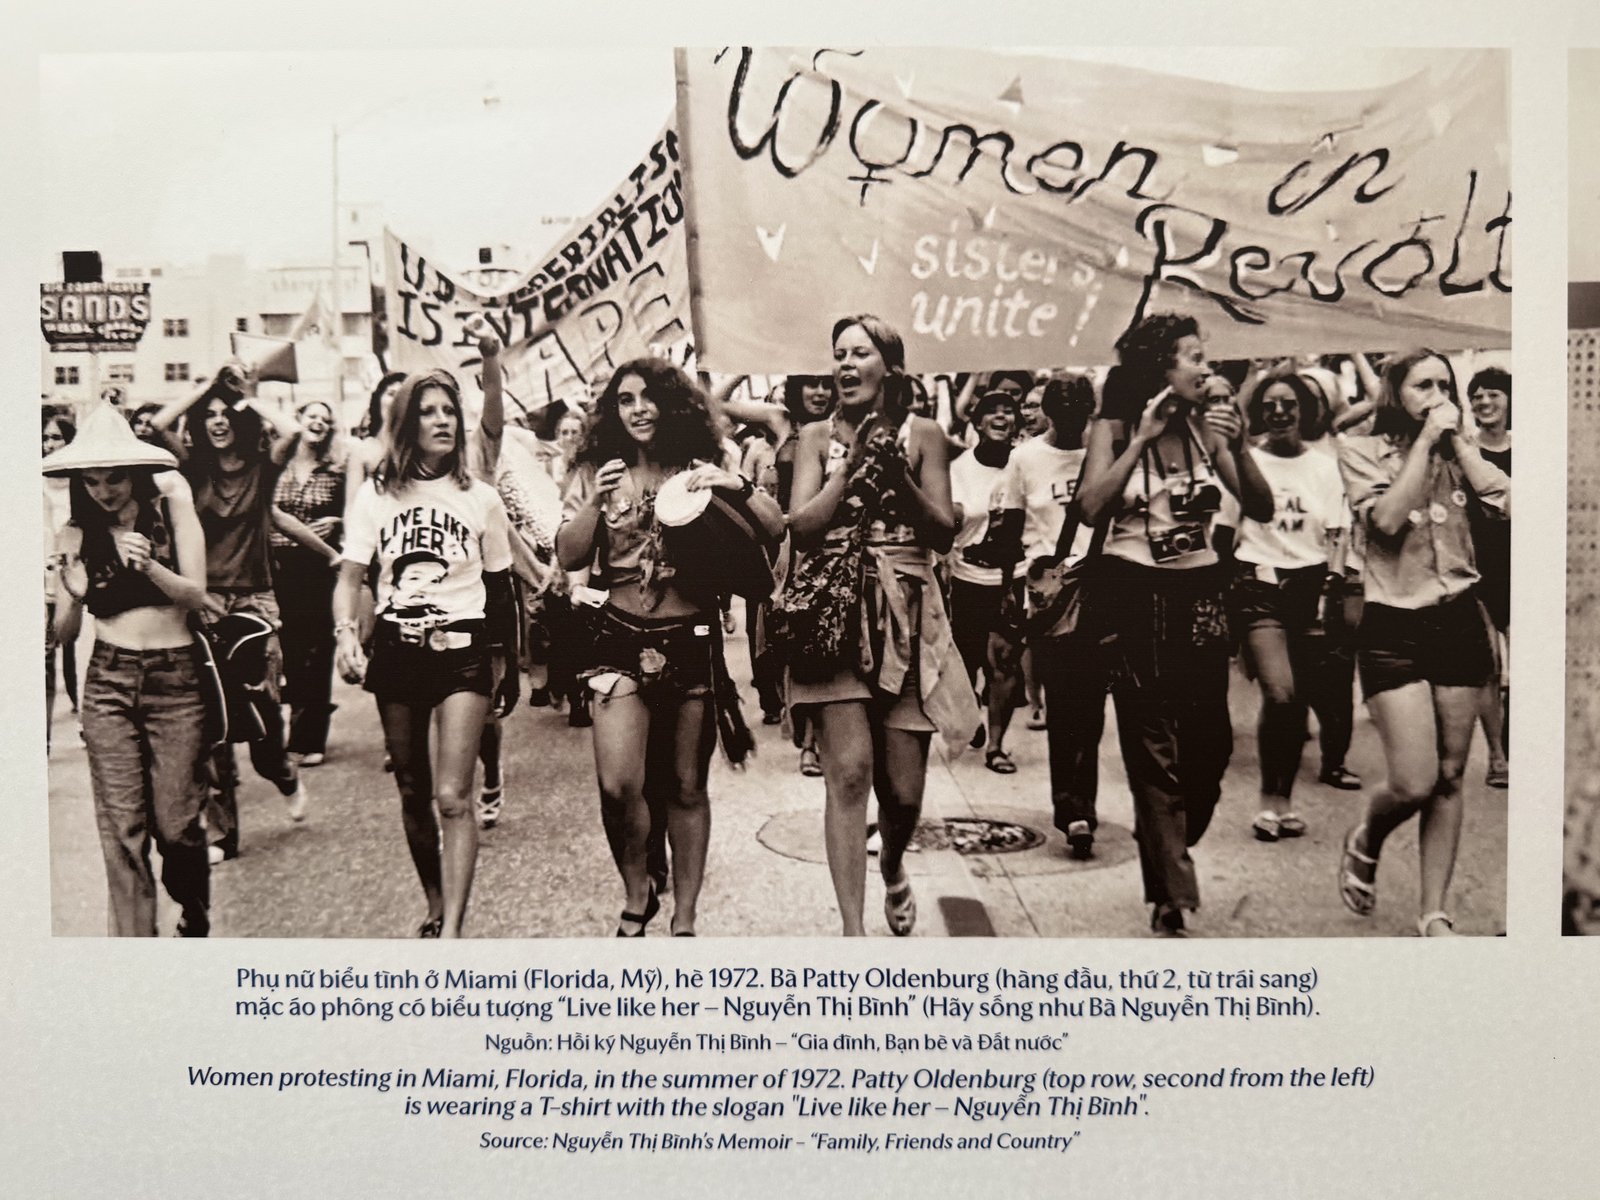 Women in
Revolt
sisters
unite!
U.S. IMPERIALISM
IS INTERNATIO
RAPE
SANDS
LIVE LIKE
HER
LE
AL
AM
Phụ nữ biểu tình ở Miami (Florida, Mỹ), hè 1972. Bà Patty Oldenburg (hàng đầu, thứ 2, từ trái sang)
mặc áo phông có biểu tượng “Live like her – Nguyễn Thị Bình” (Hãy sống như Bà Nguyễn Thị Bình).
Nguồn: Hồi ký Nguyễn Thị Bình – “Gia đình, Bạn bè và Đất nước”
Women protesting in Miami, Florida, in the summer of 1972. Patty Oldenburg (top row, second from the left)
is wearing a T-shirt with the slogan "Live like her – Nguyễn Thị Bình".
Source: Nguyễn Thị Bình's Memoir – “Family, Friends and Country”